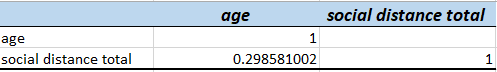 age social distance total
age 1
social distance total 0.298581002 1